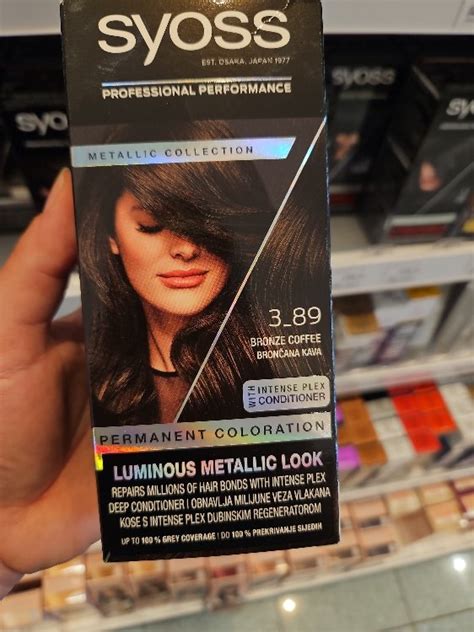 syoss
EST. OSAKA, JAPAN 1977
PROFESSIONAL PERFORMANCE
METALLIC COLLECTION
3_89
BRONZE COFFEE
BRONČANA KAVA
WITH INTENSE PLEX
CONDITIONER
PERMANENT COLORATION
LUMINOUS METALLIC LOOK
REPAIRS MILLIONS OF HAIR BONDS WITH INTENSE PLEX
DEEP CONDITIONER | OBNAVLJA MILIJUNE VEZA VLAKANA
KOSE S INTENSE PLEX DUBINSKIM REGENERATOROM
UP TO 100 % GREY COVERAGE | DO 100 % PREKRIVANJE SIJEDIH
syo
SYOSS